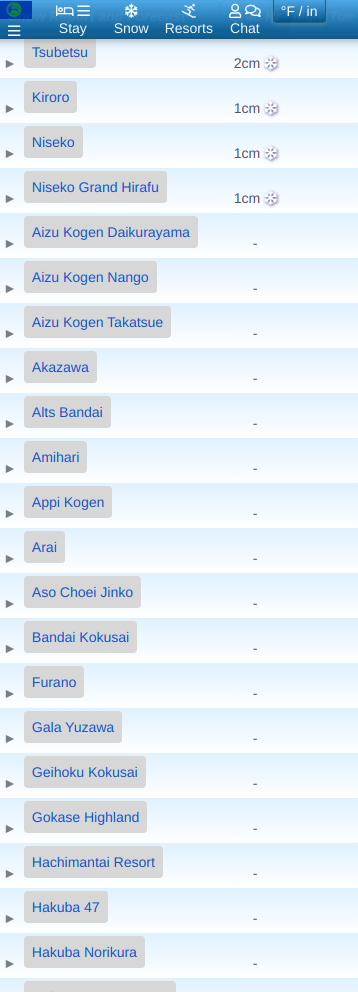 Stay Snow Resorts Chat °F / in
Tsubetsu 2cm
Kiroro 1cm
Niseko 1cm
Niseko Grand Hirafu 1cm
Aizu Kogen Daikurayama -
Aizu Kogen Nango -
Aizu Kogen Takatsue -
Akazawa -
Alts Bandai -
Amihari -
Appi Kogen -
Arai -
Aso Choei Jinko -
Bandai Kokusai -
Furano -
Gala Yuzawa -
Geihoku Kokusai -
Gokase Highland -
Hachimantai Resort -
Hakuba 47 -
Hakuba Norikura -